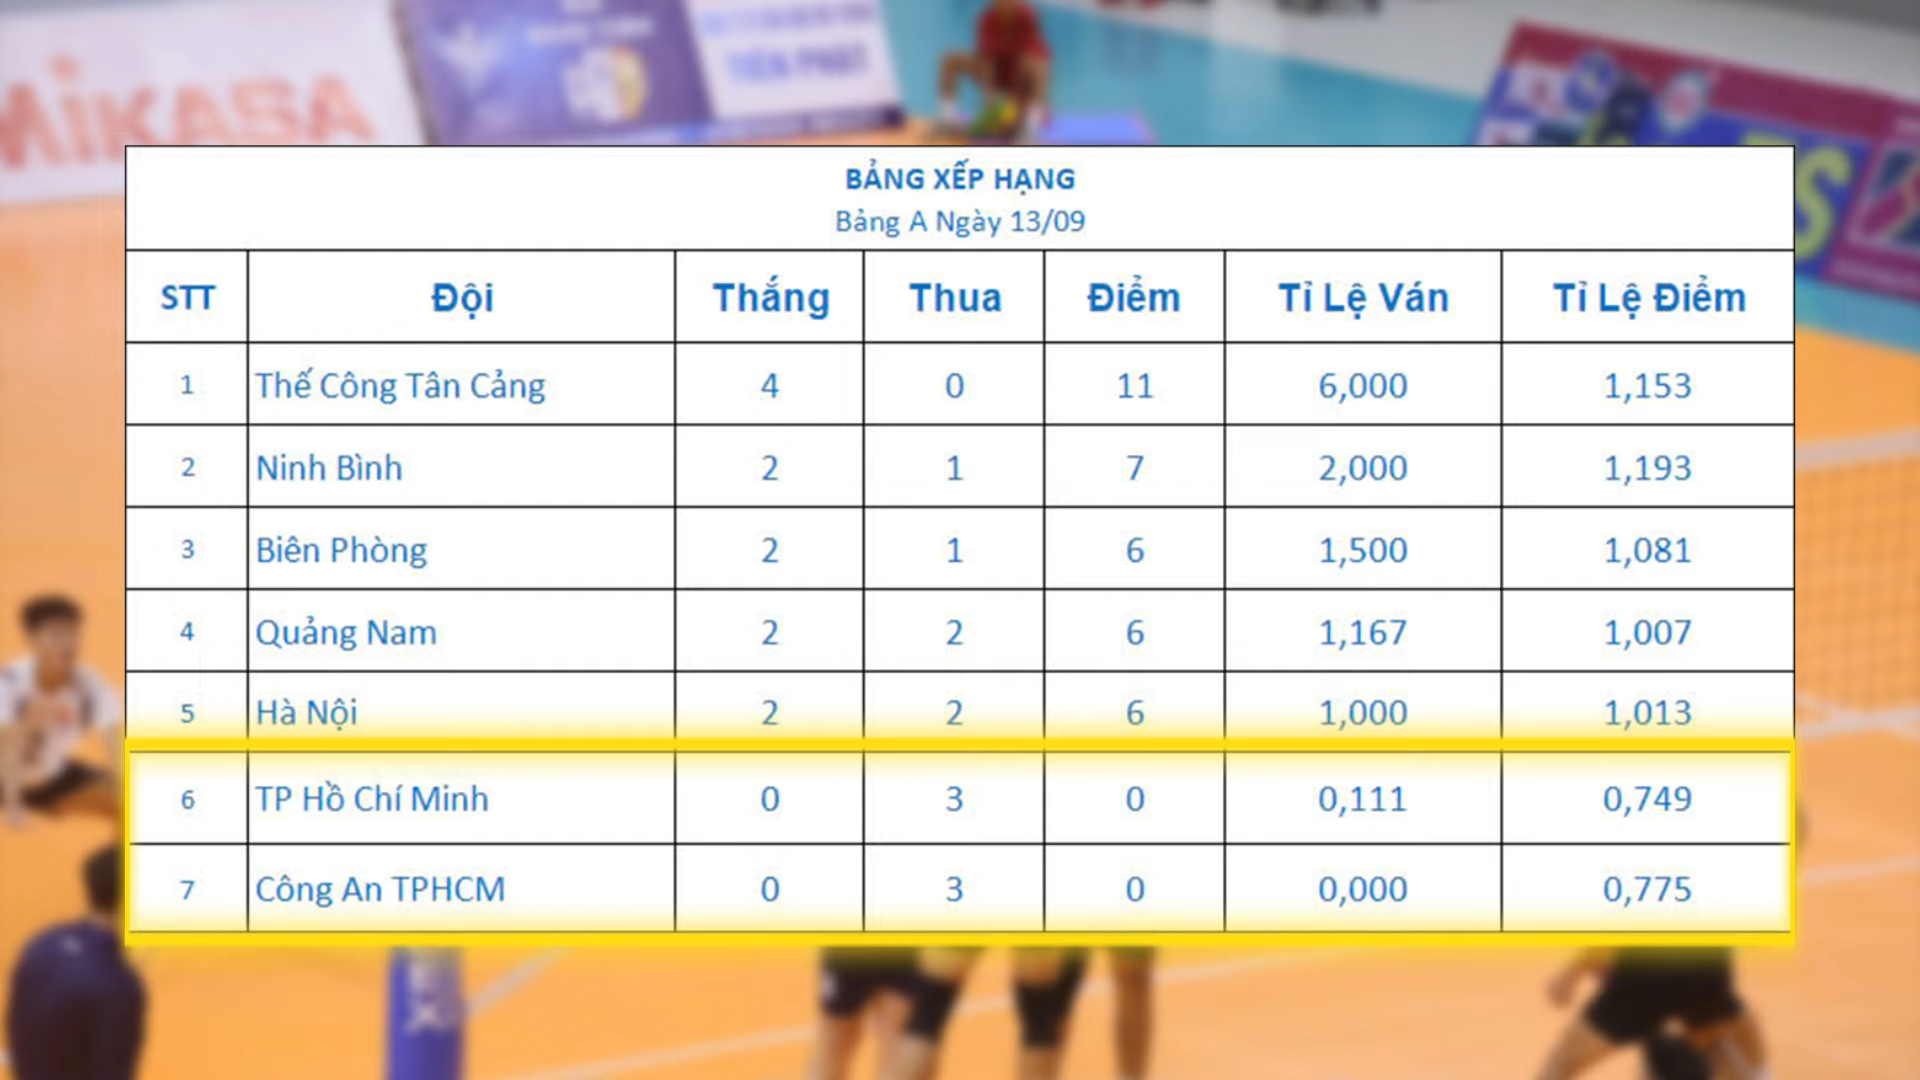 MIKASA
TIẾN PHÁT
BẢNG XẾP HẠNG
Bảng A Ngày 13/09
STT Đội Thắng Thua Điểm Tỉ Lệ Ván Tỉ Lệ Điểm
1 Thế Công Tân Cảng 4 0 11 6,000 1,153
2 Ninh Bình 2 1 7 2,000 1,193
3 Biên Phòng 2 1 6 1,500 1,081
4 Quảng Nam 2 2 6 1,167 1,007
5 Hà Nội 2 2 6 1,000 1,013
6 TP Hồ Chí Minh 0 3 0 0,111 0,749
7 Công An TPHCM 0 3 0 0,000 0,775